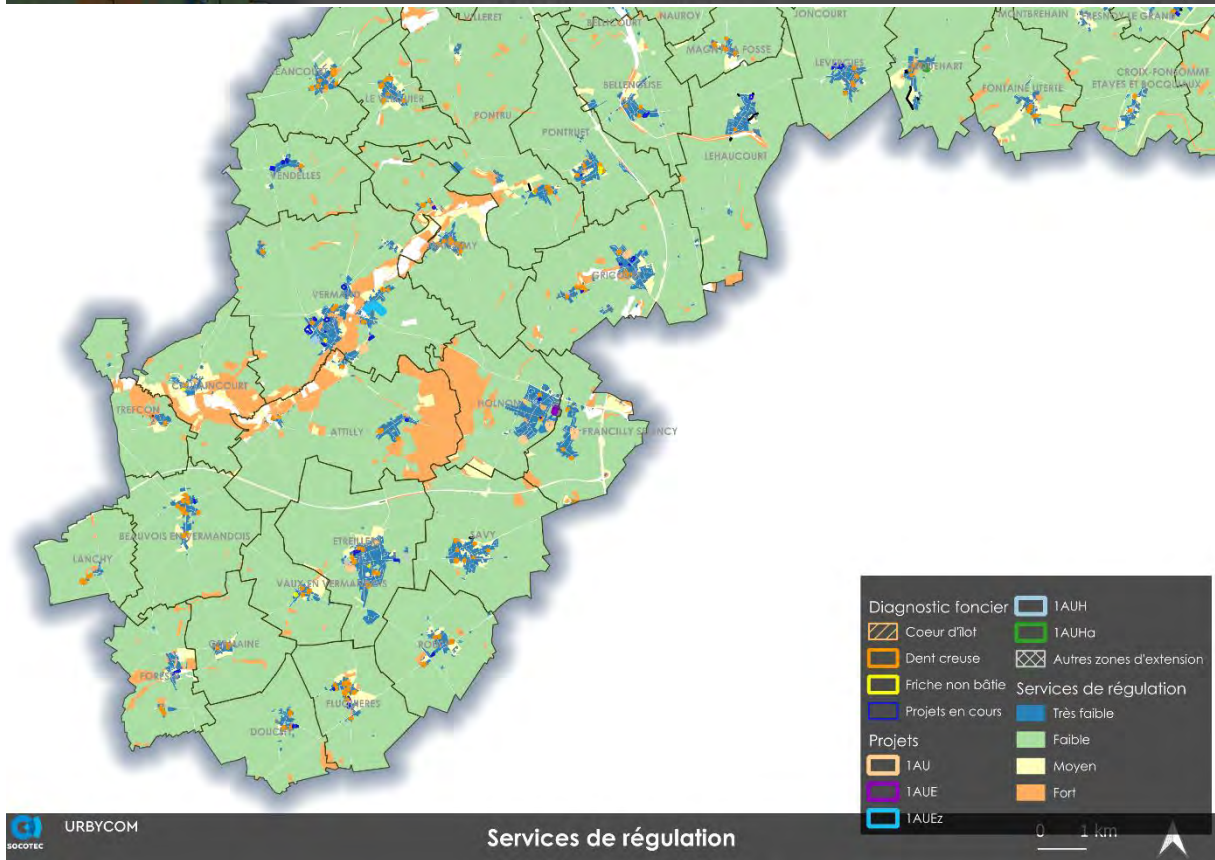 VILLERET
NAUROY
JONCOURT
MONTBREHAIN
FRESNOY LE GRAND
BELLICOURT
MAGNY LA FOSSE
LEVERGIES
CROIX-FONSOMME
ETAVES ET BOCQUIAUX
FONTAINE UTERTE
BELLENGLISE
PONTRU
PONTRUET
LEHAUCOURT
VENDELLES
GRICOURT
VERMAND
TREFCON
HOLNON
ATTILLY
FRANCILLY SELENCY
BEAUVOIS EN VERMANDOIS
ETREILLERS
SAVY
LANCHY
VAUX EN VERMANDOIS
GERMAINE
FORESTE
FLUQUIERES
DOUCHY
Diagnostic foncier
Coeur d'îlot
Dent creuse
Friche non bâtie
Projets en cours
Projets
1AU
1AUE
1AUEz
1AUH
1AUHa
Autres zones d'extension
Services de régulation
Très faible
Faible
Moyen
Fort
SOCOTEC
URBYCOM
Services de régulation
0 1 km